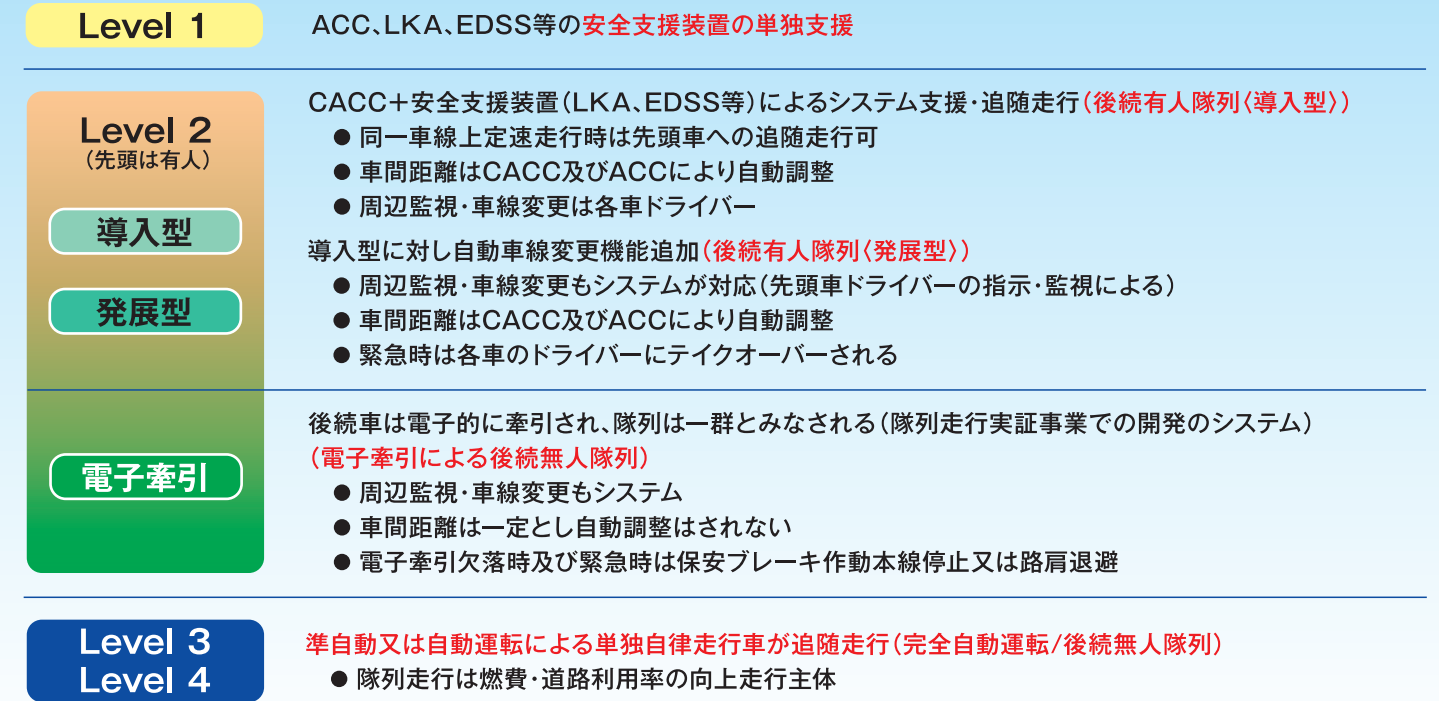 Level 1
ACC、LKA、EDSS等の安全支援装置の単独支援
Level 2
(先頭は有人)
導入型
発展型
CACC+安全支援装置(LKA、EDSS等)によるシステム支援・追随走行(後続有人隊列〈導入型〉)
● 同一車線上定速走行時は先頭車への追随走行可
● 車間距離はCACC及びACCにより自動調整
● 周辺監視・車線変更は各車ドライバー
導入型に対し自動車線変更機能追加(後続有人隊列〈発展型〉)
● 周辺監視・車線変更もシステムが対応(先頭車ドライバーの指示・監視による)
● 車間距離はCACC及びACCにより自動調整
● 緊急時は各車のドライバーにテイクオーバーされる
電子牽引
後続車は電子的に牽引され、隊列は一群とみなされる(隊列走行実証事業での開発のシステム)
(電子牽引による後続無人隊列)
● 周辺監視・車線変更もシステム
● 車間距離は一定とし自動調整はされない
● 電子牽引欠落時及び緊急時は保安ブレーキ作動本線停止又は路肩退避
Level 3
Level 4
準自動又は自動運転による単独自律走行車が追随走行(完全自動運転/後続無人隊列)
● 隊列走行は燃費・道路利用率の向上走行主体